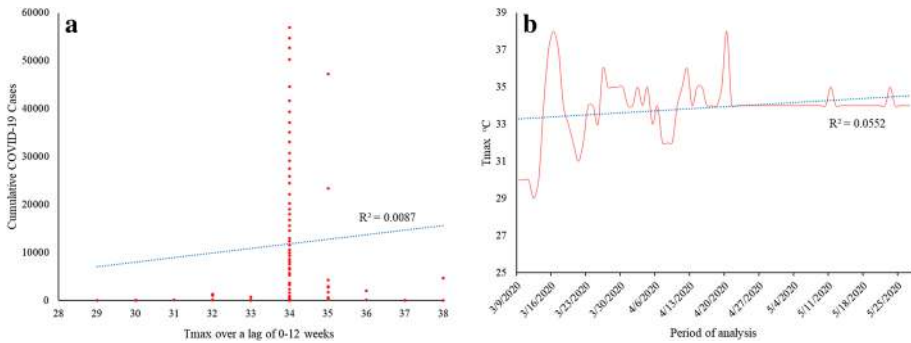 a
60000
50000
40000
30000
20000
10000
0
Cumulative COVID-19 Cases
R² = 0.0087
28 29 30 31 32 33 34 35 36 37 38
Tmax over a lag of 0-12 weeks
b
39
37
35
33
31
29
27
25
Tmax °C
R² = 0.0552
3/9/2020 3/16/2020 3/23/2020 3/30/2020 4/6/2020 4/13/2020 4/20/2020 4/27/2020 5/4/2020 5/11/2020 5/18/2020 5/25/2020
Period of analysis